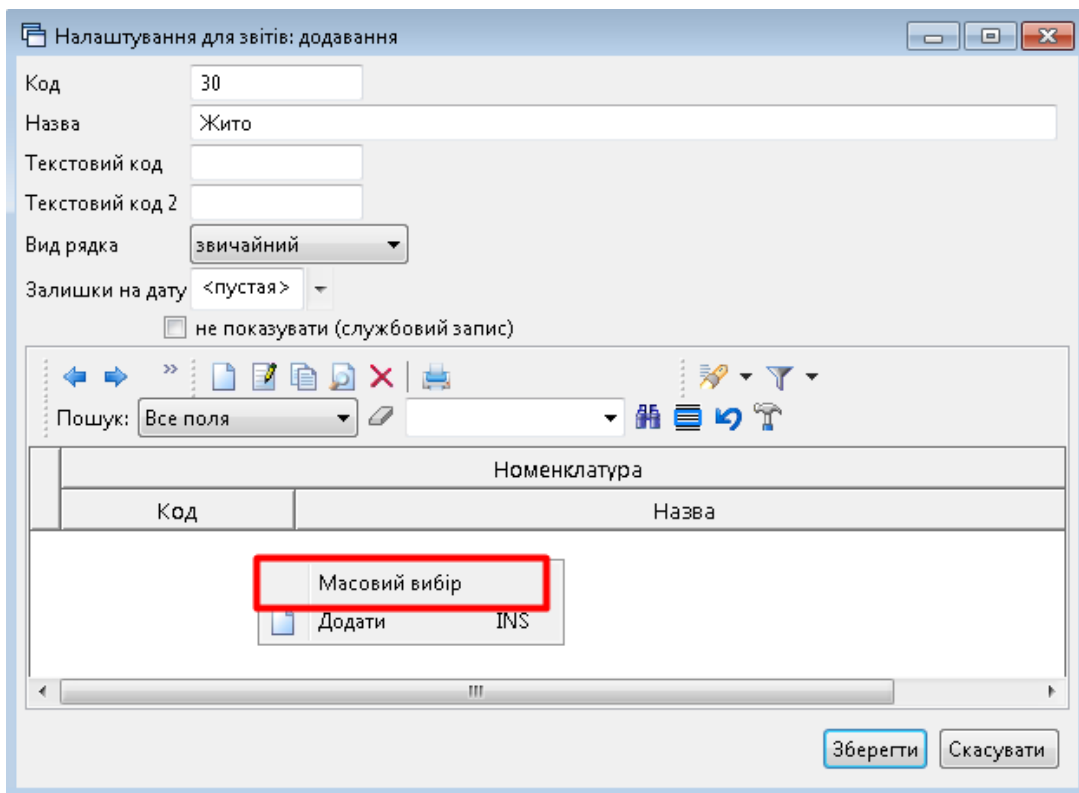 Налаштування для звітів: додавання
Код 30
Назва Жито
Текстовий код
Текстовий код 2
Вид рядка звичайний
Залишки на дату <пустая>
не показувати (службовий запис)
Пошук: Все поля
Номенклатура
Код Назва
Масовий вибір
Додати INS
Зберегти Скасувати